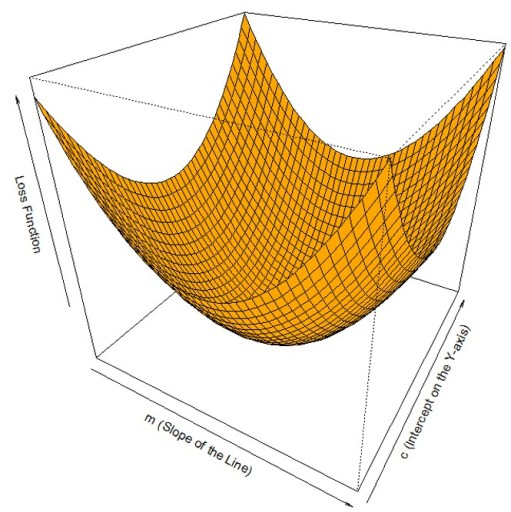 Loss Function
m (Slope of the Line)
c (Intercept on the Y-axis)